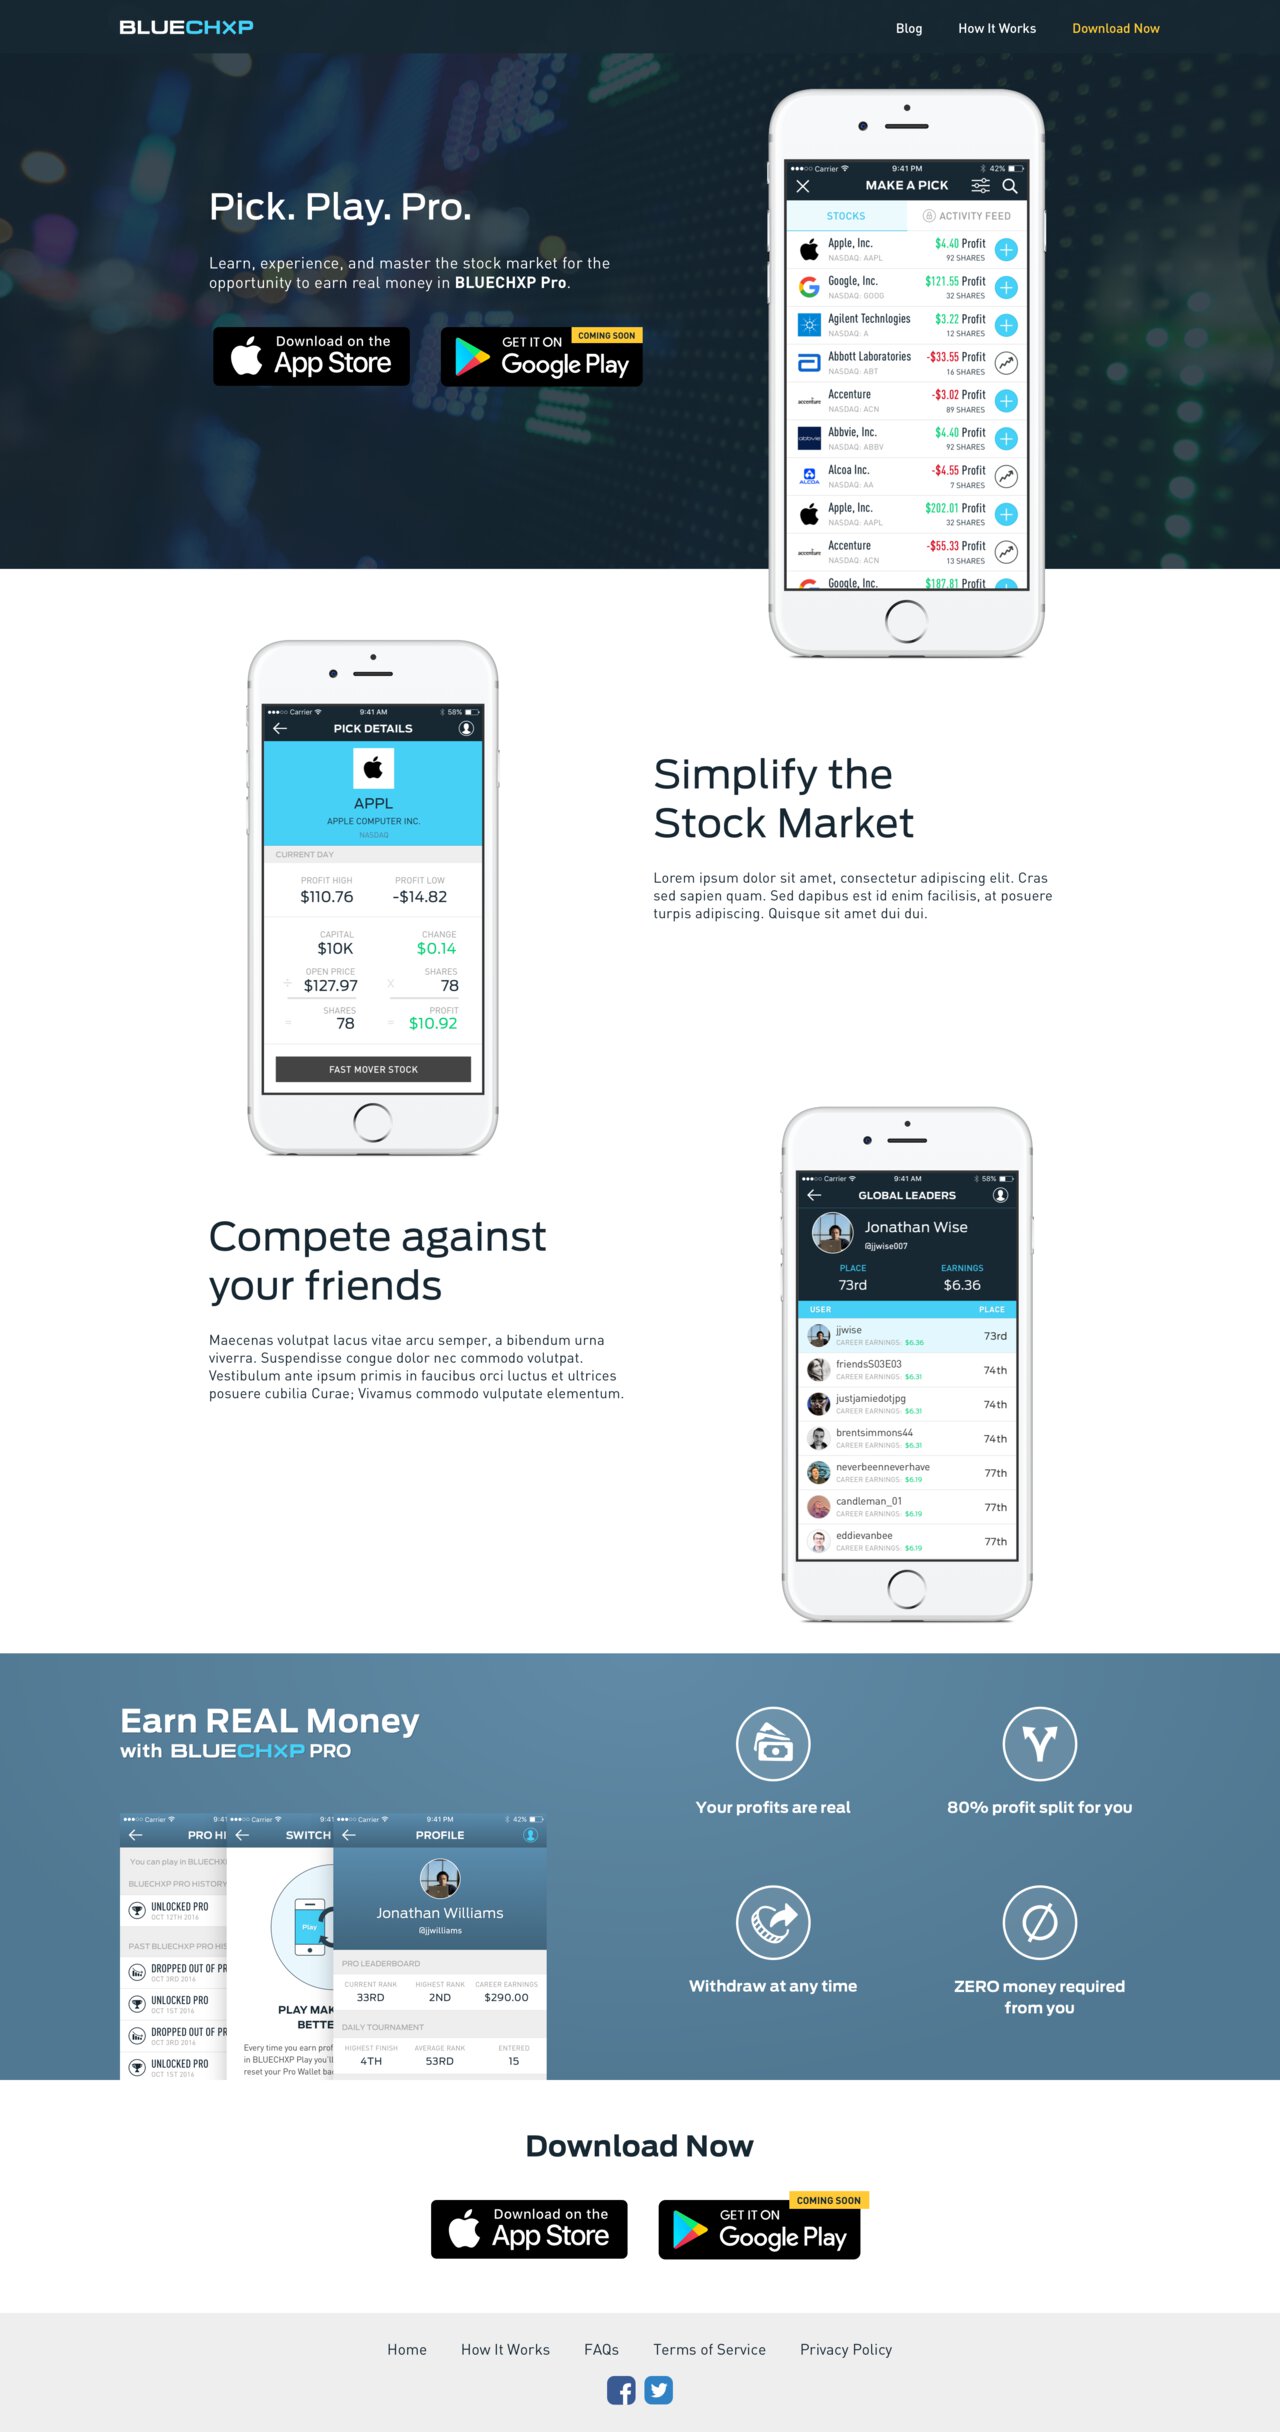 BLUECHXP
Blog
How It Works
Download Now
Pick. Play. Pro.
Learn, experience, and master the stock market for the
opportunity to earn real money in BLUECHXP Pro.
Download on the
App Store
COMING SOON
GET IT ON
Google Play
Carrier
9:41 PM
42%
MAKE A PICK
STOCKS
ACTIVITY FEED
Apple, Inc.
$4.40 Profit
NASDAQ: AAPL
92 SHARES
Google, Inc.
$121.55 Profit
NASDAQ: GOOG
32 SHARES
Agilent Technlogies
$3.22 Profit
NASDAQ: A
12 SHARES
Abbott Laboratories
-$33.55 Profit
NASDAQ: ABT
16 SHARES
accenture
Accenture
-$3.02 Profit
NASDAQ: ACN
89 SHARES
abbvie
Abbvie, Inc.
$4.40 Profit
NASDAQ: ABBV
92 SHARES
ALCOA
Alcoa Inc.
-$4.55 Profit
NASDAQ: AA
7 SHARES
Apple, Inc.
$202.01 Profit
NASDAQ: AAPL
32 SHARES
accenture
Accenture
-$55.33 Profit
NASDAQ: ACN
13 SHARES
Google, Inc.
$187.81 Profit
Carrier
9:41 AM
58%
PICK DETAILS
APPL
APPLE COMPUTER INC.
NASDAQ
CURRENT DAY
PROFIT HIGH
PROFIT LOW
$110.76
-$14.82
CAPITAL
CHANGE
$10K
$0.14
OPEN PRICE
SHARES
÷ $127.97
x 78
SHARES
PROFIT
= 78
= $10.92
FAST MOVER STOCK
Simplify the
Stock Market
Lorem ipsum dolor sit amet, consectetur adipiscing elit. Cras
sed sapien quam. Sed dapibus est id enim facilisis, at posuere
turpis adipiscing. Quisque sit amet dui dui.
Compete against
your friends
Maecenas volutpat lacus vitae arcu semper, a bibendum urna
viverra. Suspendisse congue dolor nec commodo volutpat.
Vestibulum ante ipsum primis in faucibus orci luctus et ultrices
posuere cubilia Curae; Vivamus commodo vulputate elementum.
Carrier
9:41 AM
58%
GLOBAL LEADERS
Jonathan Wise
@jjwise007
PLACE
EARNINGS
73rd
$6.36
USER
PLACE
jjwise
CAREER EARNINGS: $6.36
73rd
friendsS03E03
CAREER EARNINGS: $6.31
74th
justjamiedotjpg
CAREER EARNINGS: $6.31
74th
brentsimmons44
CAREER EARNINGS: $6.31
74th
neverbeenneverhave
CAREER EARNINGS: $6.19
77th
candleman_01
CAREER EARNINGS: $6.19
77th
eddievanbee
CAREER EARNINGS: $6.19
77th
Earn REAL Money
with BLUECHXP PRO
Carrier
9:41
PRO HI
You can play in BLUECHX
BLUECHXP PRO HISTORY
UNLOCKED PRO
OCT 12TH 2016
PAST BLUECHXP PRO HIS
DROPPED OUT OF PR
OCT 3RD 2016
UNLOCKED PRO
OCT 1ST 2016
DROPPED OUT OF PR
OCT 3RD 2016
UNLOCKED PRO
OCT 1ST 2016
Carrier
9:41
SWITCH
Play
PLAY MAK
BETTE
Every time you earn prof
in BLUECHXP Play you'll
reset your Pro Wallet ba
Carrier
9:41 PM
42%
PROFILE
Jonathan Williams
@jjwilliams
PRO LEADERBOARD
CURRENT RANK
HIGHEST RANK
CAREER EARNINGS
33RD
2ND
$290.00
DAILY TOURNAMENT
HIGHEST FINISH
AVERAGE RANK
ENTERED
4TH
53RD
15
Your profits are real
80% profit split for you
Withdraw at any time
ZERO money required
from you
Download Now
Download on the
App Store
COMING SOON
GET IT ON
Google Play
Home
How It Works
FAQs
Terms of Service
Privacy Policy